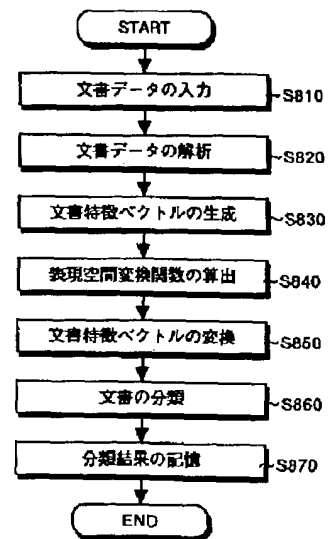 START
文書データの入力 S810
文書データの解析 S820
文書特徴ベクトルの生成 S830
表現空間変換関数の算出 S840
文書特徴ベクトルの変換 S850
文書の分類 S860
分類結果の記憶 S870
END